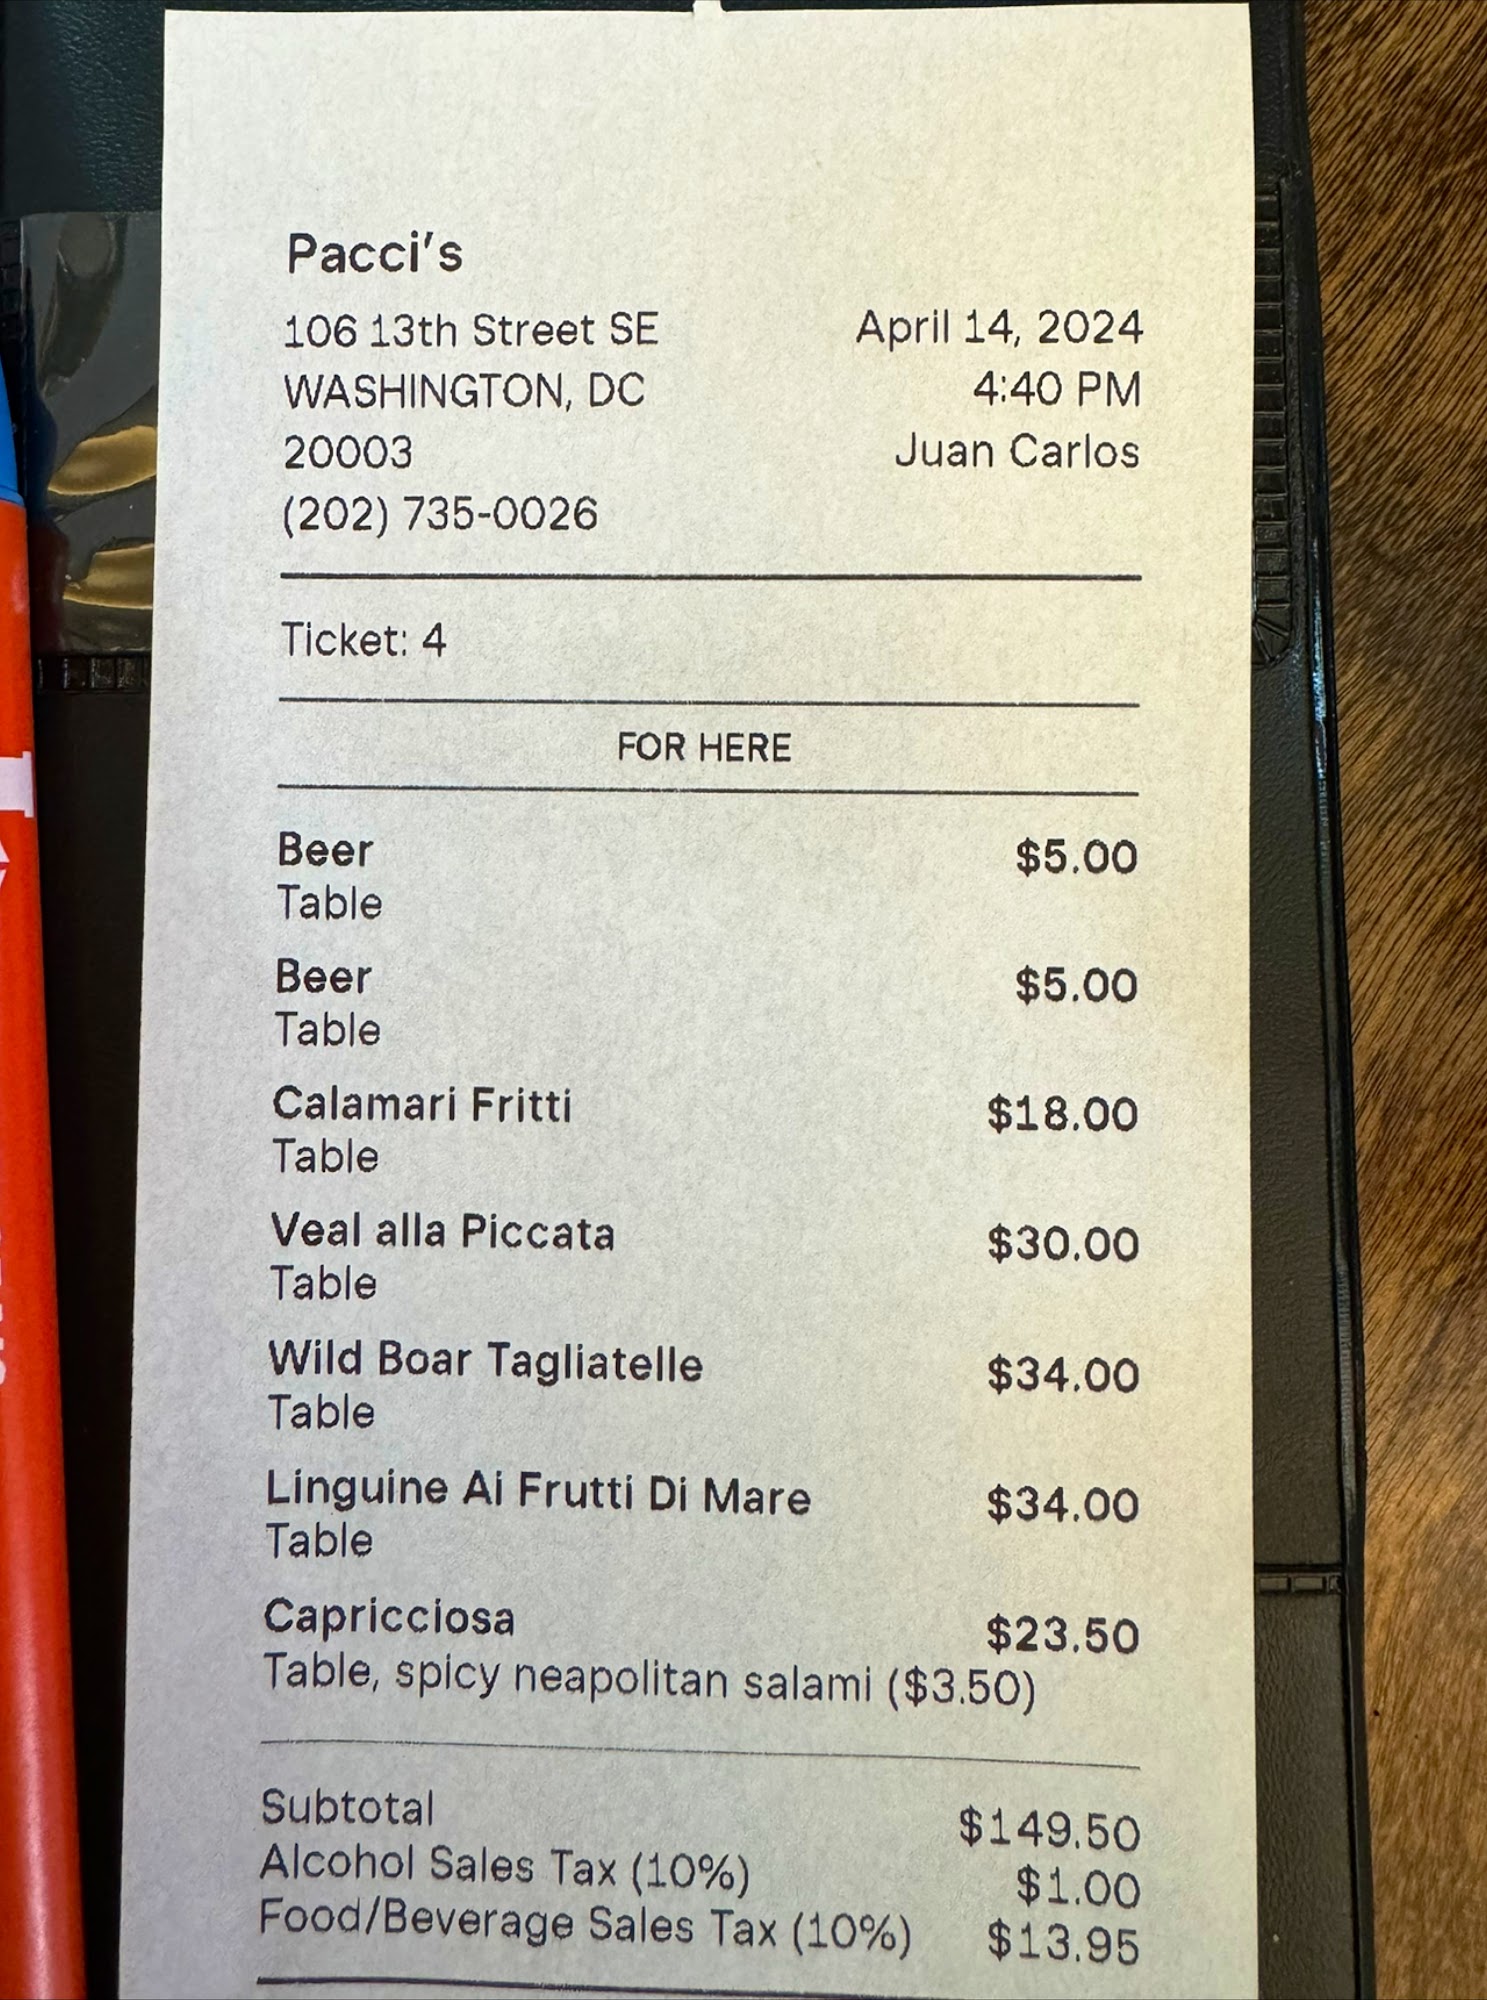 Pacci's
106 13th Street SE
WASHINGTON, DC
20003
(202) 735-0026
April 14, 2024
4:40 PM
Juan Carlos
Ticket: 4
FOR HERE
Beer $5.00
Table
Beer $5.00
Table
Calamari Fritti $18.00
Table
Veal alla Piccata $30.00
Table
Wild Boar Tagliatelle $34.00
Table
Linguine Ai Frutti Di Mare $34.00
Table
Capricciosa $23.50
Table, spicy neapolitan salami ($3.50)
Subtotal $149.50
Alcohol Sales Tax (10%) $1.00
Food/Beverage Sales Tax (10%) $13.95